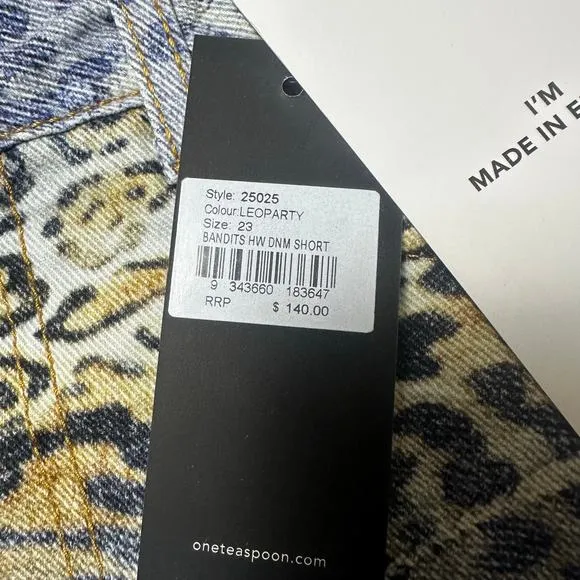 I'M
MADE IN
Style: 25025
Colour:LEOPARTY
Size: 23
BANDITS HW DNM SHORT
9 343660 183647
RRP $ 140.00
oneteaspoon.com